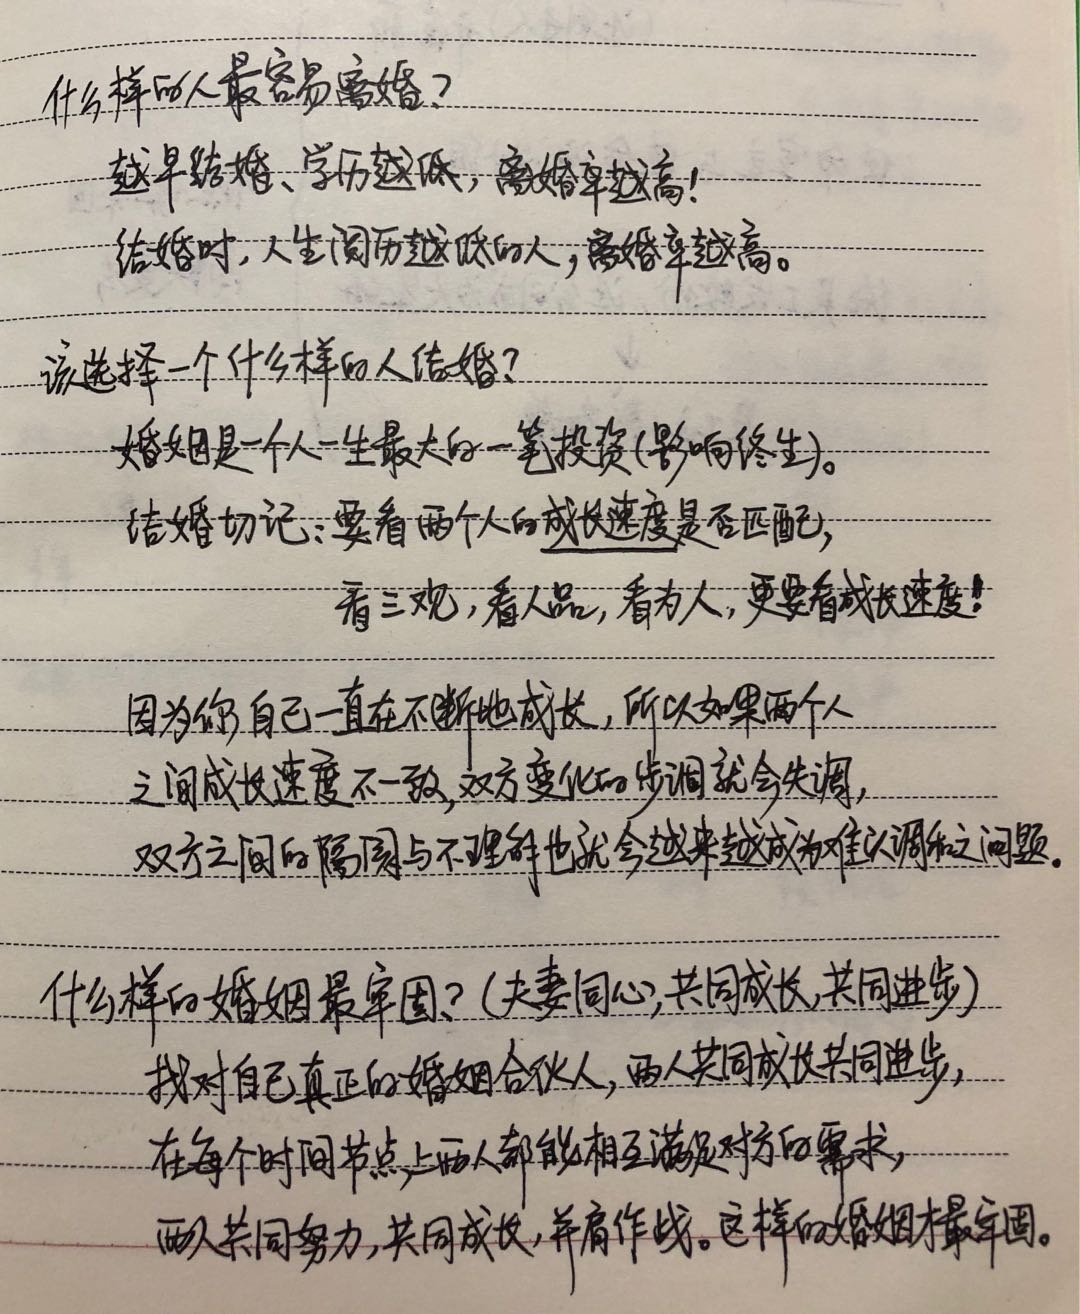 什么样的人最容易离婚？
越早结婚、学历越低，离婚率越高！
结婚时，人生阅历越低的人，离婚率越高。
该选择一个什么样的人结婚？
婚姻是一个人一生最大的一笔投资（影响终生）。
结婚切记：要看两个人的成长速度是否匹配，
看三观，看人品，看为人，更要看成长速度！
因为你自己一直在不断地成长，所以如果两个人
之间成长速度不一致，双方变化的步调就会失调，
双方之间的隔阂与不理解也就会越来越成为难以调和之问题。
什么样的婚姻最牢固？（夫妻同心，共同成长，共同进步）
找对自己真正的婚姻合伙人，两人共同成长共同进步，
在每个时间节点上两人都能相互满足对方的需求，
两人共同努力，共同成长，并肩作战。这样的婚姻才最牢固。